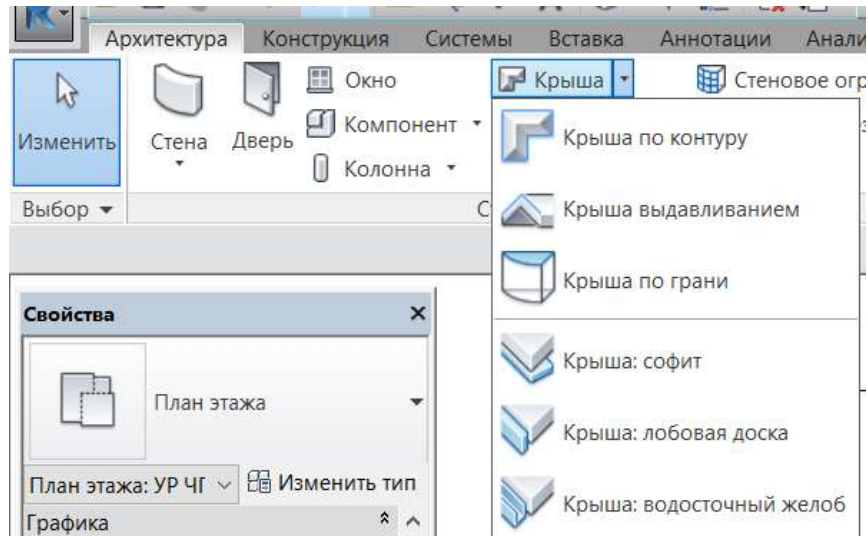 Архитектура Конструкция Системы Вставка Аннотации
Изменить
Стена
Дверь
Окно
Компонент
Колонна
Крыша
Стеновое
Выбор
Крыша по контуру
Крыша выдавливанием
Крыша по грани
Крыша: софит
Крыша: лобовая доска
Крыша: водосточный желоб
Свойства
План этажа
План этажа: УР ЧГ
Изменить тип
Графика